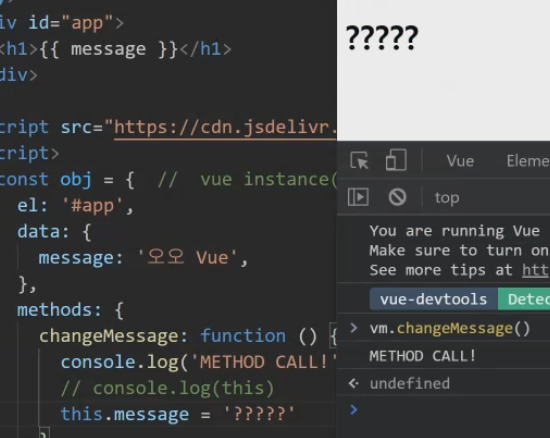 iv id="app">
<h1>{{ message }}</h1>
div>
cript src="https://cdn.jsdelivr.
cript>
const obj = {  //  vue instance(
el: '#app',
data: {
message: '오오 Vue',
},
methods: {
changeMessage: function () {
console.log('METHOD CALL!'
// console.log(this)
this.message = '?????'
}
?????
Vue
Eleme
top
You are running Vue
Make sure to turn on
See more tips at htt
vue-devtools Detec
> vm.changeMessage()
METHOD CALL!
undefined
>